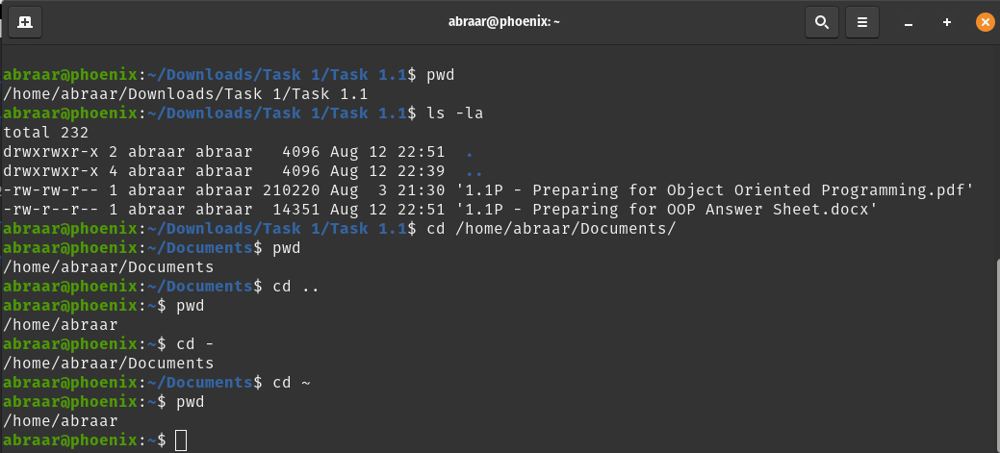 abraar@phoenix: ~
abraar@phoenix:~/Downloads/Task 1/Task 1.1$ pwd
/home/abraar/Downloads/Task 1/Task 1.1
abraar@phoenix:~/Downloads/Task 1/Task 1.1$ ls -la
total 232
drwxrwxr-x 2 abraar abraar   4096 Aug 12 22:51  .
drwxrwxr-x 4 abraar abraar   4096 Aug 12 22:39  ..
-rw-rw-r-- 1 abraar abraar 210220 Aug  3 21:30 '1.1P - Preparing for Object Oriented Programming.pdf'
-rw-r--r-- 1 abraar abraar  14351 Aug 12 22:51 '1.1P - Preparing for OOP Answer Sheet.docx'
abraar@phoenix:~/Downloads/Task 1/Task 1.1$ cd /home/abraar/Documents/
abraar@phoenix:~/Documents$ pwd
/home/abraar/Documents
abraar@phoenix:~/Documents$ cd ..
abraar@phoenix:~$ pwd
/home/abraar
abraar@phoenix:~$ cd -
/home/abraar/Documents
abraar@phoenix:~/Documents$ cd ~
abraar@phoenix:~$ pwd
/home/abraar
abraar@phoenix:~$